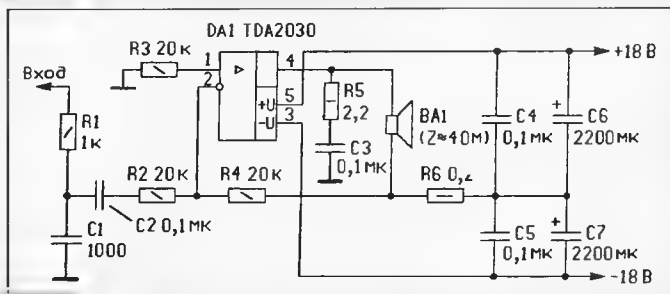 DA1 TDA2030
R3 20к
1
2
4
5
3
+U
-U
Вход
R1
1к
R5
2,2
C3
0,1мк
BA1
(Z≈4Ом)
C4
0,1мк
C6
2200мк
+18 В
R2 20к
R4 20к
R6 0,2
C2 0,1мк
C1
1000
C5
0,1мк
C7
2200мк
-18 В